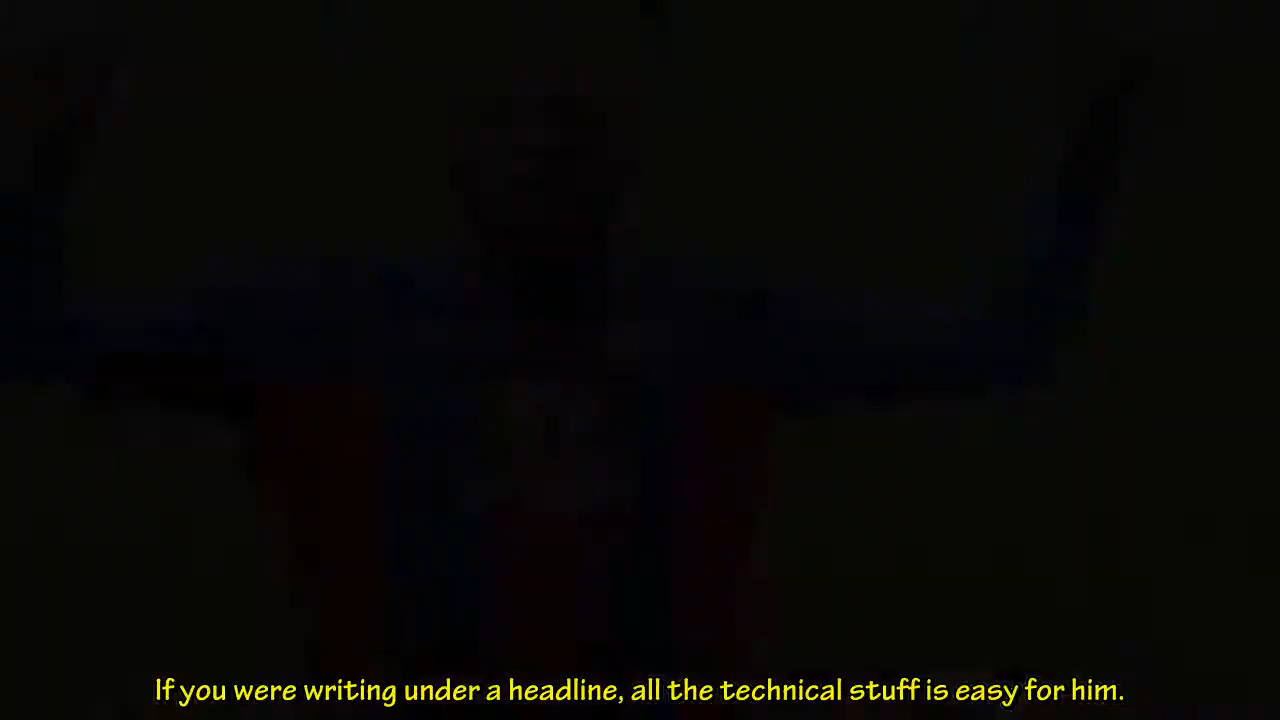 If you were writing under a headline, all the technical stuff is easy for him.